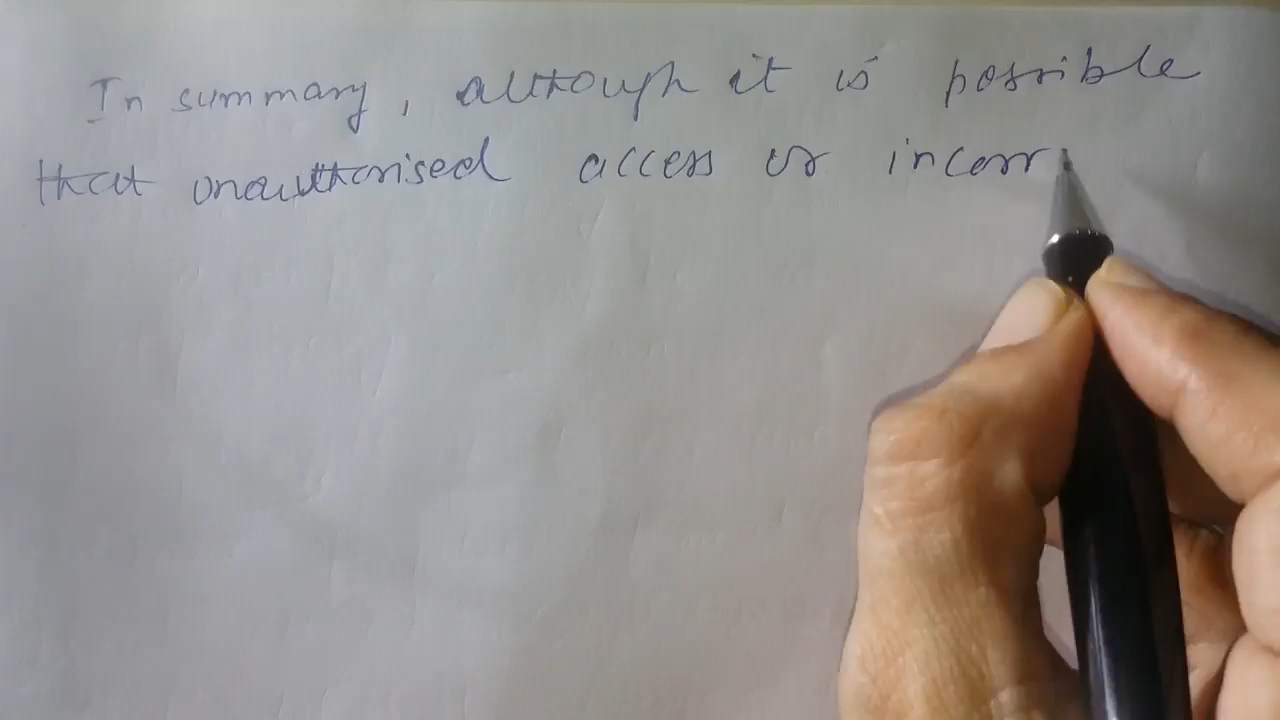 In summary, although it is possible
that unauthorised access or incorr